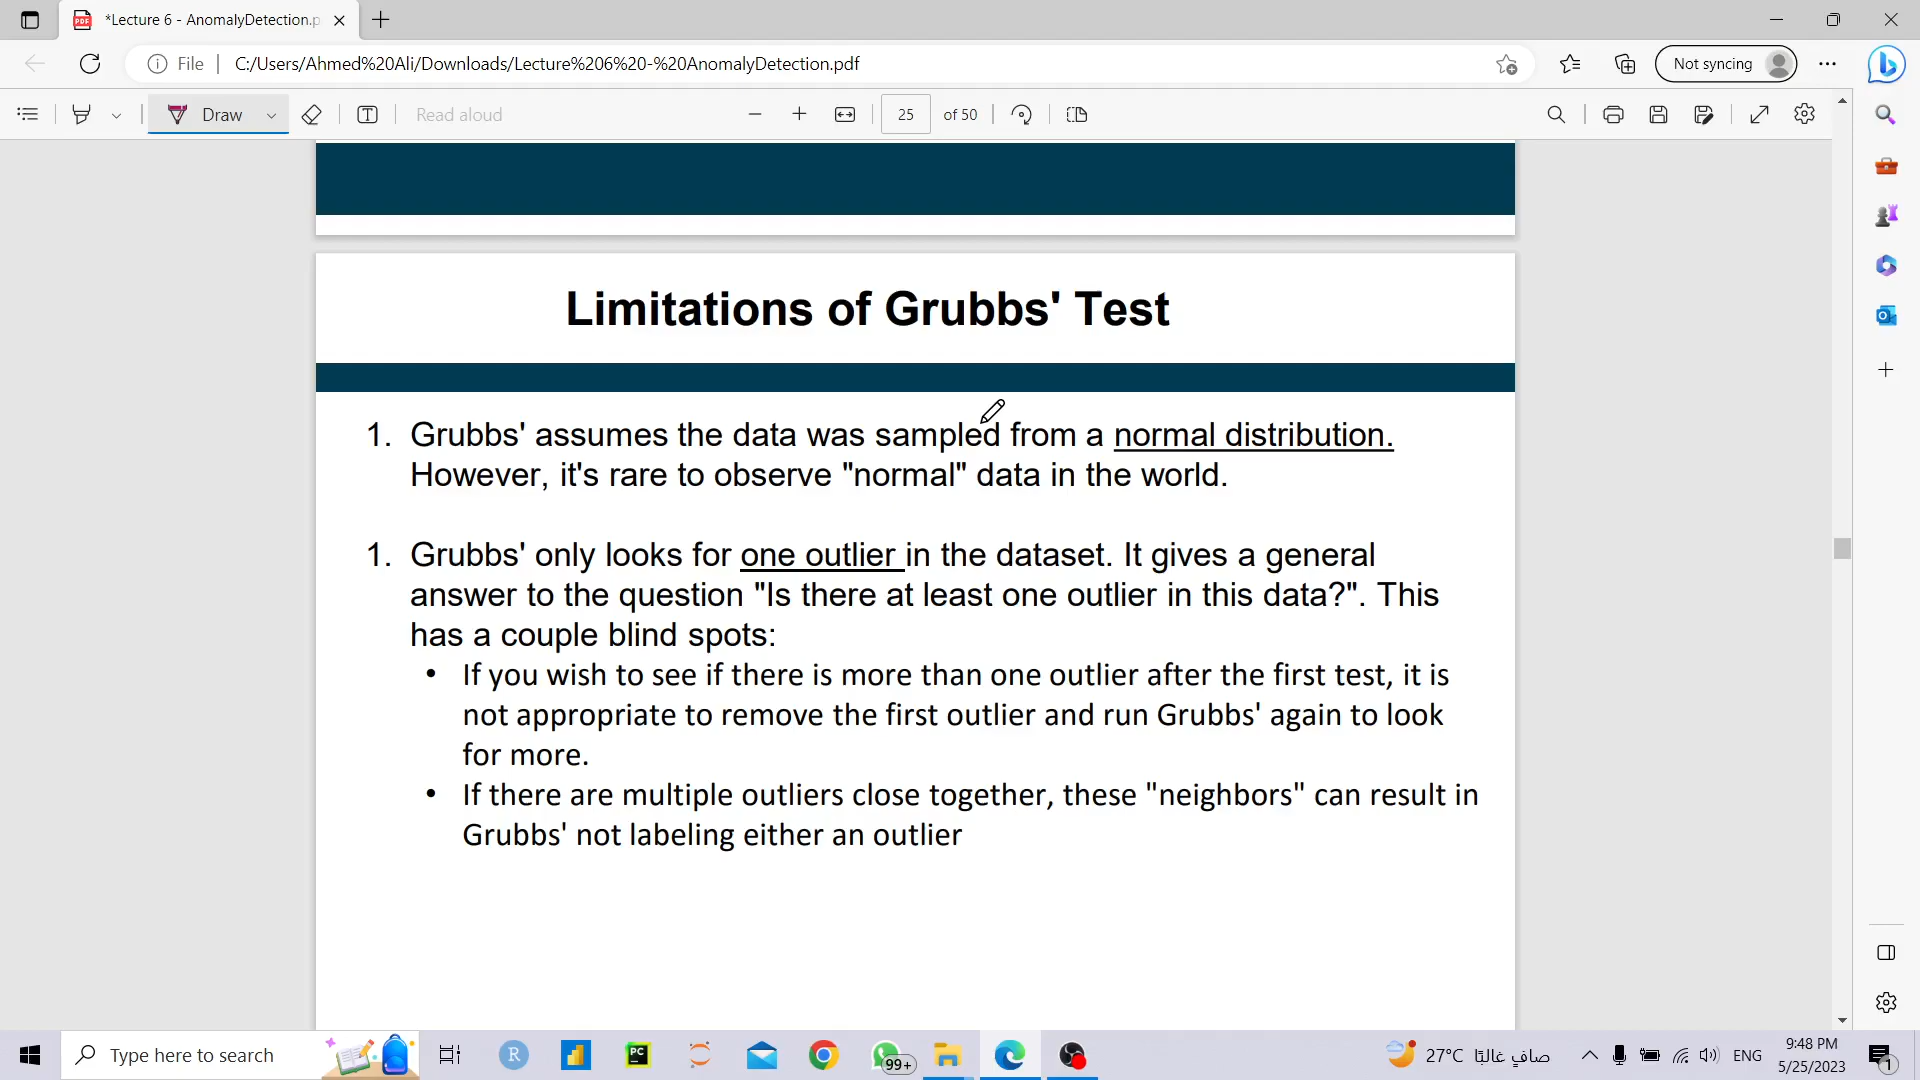 *Lecture 6 - AnomalyDetection.p
File
C:/Users/Ahmed%20Ali/Downloads/Lecture%206%20-%20AnomalyDetection.pdf
Not syncing
Draw
Read aloud
25
of 50
Limitations of Grubbs' Test
1. Grubbs' assumes the data was sampled from a normal distribution.
However, it's rare to observe "normal" data in the world.
1. Grubbs' only looks for one outlier in the dataset. It gives a general
answer to the question "Is there at least one outlier in this data?". This
has a couple blind spots:
• If you wish to see if there is more than one outlier after the first test, it is
not appropriate to remove the first outlier and run Grubbs' again to look
for more.
• If there are multiple outliers close together, these "neighbors" can result in
Grubbs' not labeling either an outlier
Type here to search
R
PC
99+
27°C صافٍ غالبًا
ENG
9:48 PM
5/25/2023
1